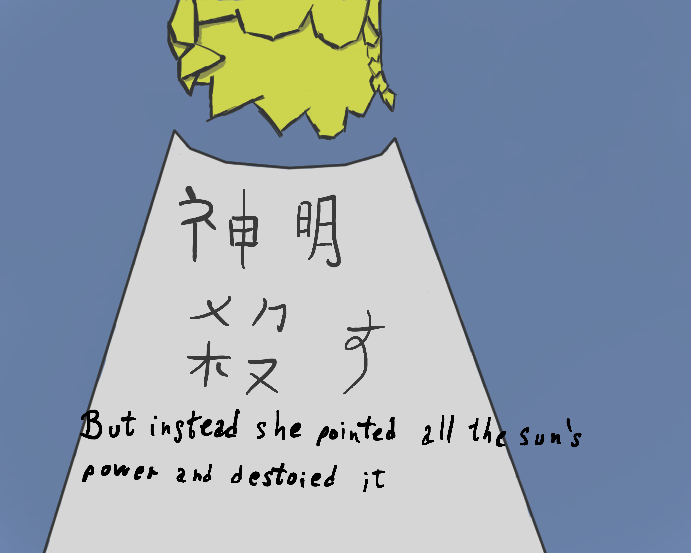 神明
殺す
But instead she pointed all the sun's
power and destoied it